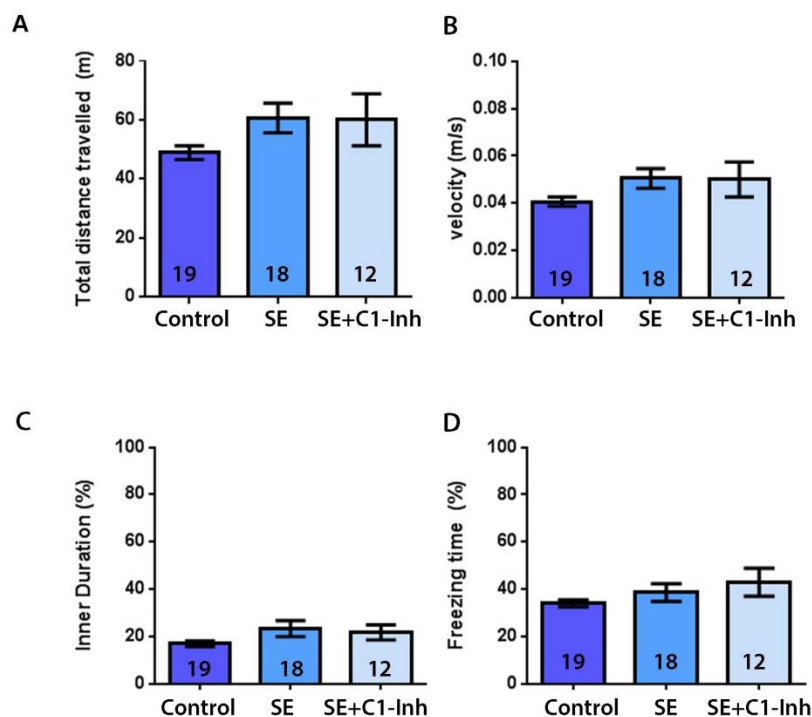 A
Total distance travelled (m)
80
60
40
20
0
19
18
12
Control
SE
SE+C1-Inh
B
velocity (m/s)
0.10
0.08
0.06
0.04
0.02
0.00
19
18
12
Control
SE
SE+C1-Inh
C
Inner Duration (%)
100
80
60
40
20
0
19
18
12
Control
SE
SE+C1-Inh
D
Freezing time (%)
100
80
60
40
20
0
19
18
12
Control
SE
SE+C1-Inh